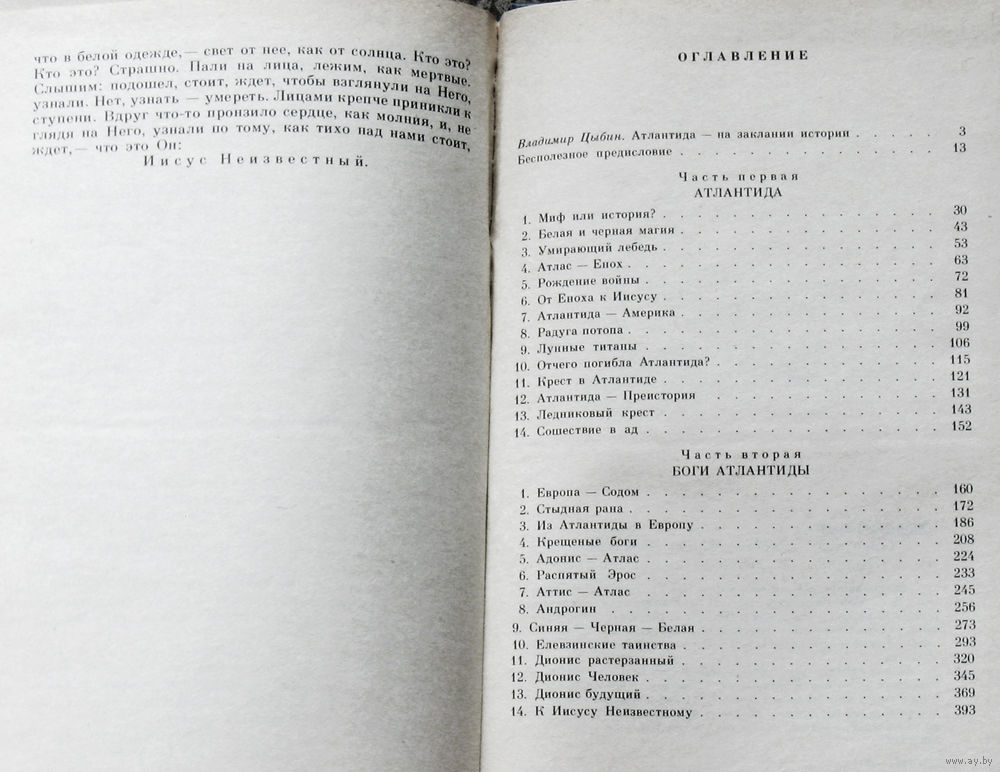 что в белой одежде,— свет от нее, как от солнца. Кто это?
Кто это? Страшно. Пали на лица, лежим, как мертвые.
Слышим: подошел, стоит, ждет, чтобы взглянули на Него,
узнали. Нет, узнать — умереть. Лицами крепче приникли к
ступени. Вдруг что-то пронзило сердце, как молния, и, не
глядя на Него, узнали по тому, как тихо над нами стоит,
ждет,— что это Он:
Иисус Неизвестный.
ОГЛАВЛЕНИЕ
Владимир Цыбин. Атлантида — на заклании истории . . . . . 3
Бесполезное предисловие . . . . . . . . . . . . . 13
Часть первая
АТЛАНТИДА
1. Миф или история? . . . . . . . . . . . . . . 30
2. Белая и черная магия . . . . . . . . . . . . . 43
3. Умирающий лебедь . . . . . . . . . . . . . . 53
4. Атлас — Енох . . . . . . . . . . . . . . . 63
5. Рождение войны . . . . . . . . . . . . . . 72
6. От Еноха к Иисусу . . . . . . . . . . . . . . 81
7. Атлантида — Америка . . . . . . . . . . . . . 92
8. Радуга потопа . . . . . . . . . . . . . . . 99
9. Лунные титаны . . . . . . . . . . . . . . . 106
10. Отчего погибла Атлантида? . . . . . . . . . . . 115
11. Крест в Атлантиде . . . . . . . . . . . . . . 121
12. Атлантида — Преистория . . . . . . . . . . . . 131
13. Ледниковый крест . . . . . . . . . . . . . . 143
14. Сошествие в ад . . . . . . . . . . . . . . . 152
Часть вторая
БОГИ АТЛАНТИДЫ
1. Европа — Содом . . . . . . . . . . . . . . 160
2. Стыдная рана . . . . . . . . . . . . . . . 172
3. Из Атлантиды в Европу . . . . . . . . . . . . 186
4. Крещеные боги . . . . . . . . . . . . . . . 208
5. Адонис — Атлас . . . . . . . . . . . . . . 224
6. Распятый Эрос . . . . . . . . . . . . . . . 233
7. Аттис — Атлас . . . . . . . . . . . . . . . 245
8. Андрогин . . . . . . . . . . . . . . . . 256
9. Синяя — Черная — Белая . . . . . . . . . . . . 273
10. Елевзинские таинства . . . . . . . . . . . . . 293
11. Дионис растерзанный . . . . . . . . . . . . . 320
12. Дионис Человек . . . . . . . . . . . . . . . 345
13. Дионис будущий . . . . . . . . . . . . . . . 369
14. К Иисусу Неизвестному . . . . . . . . . . . . 393
www.ay.by